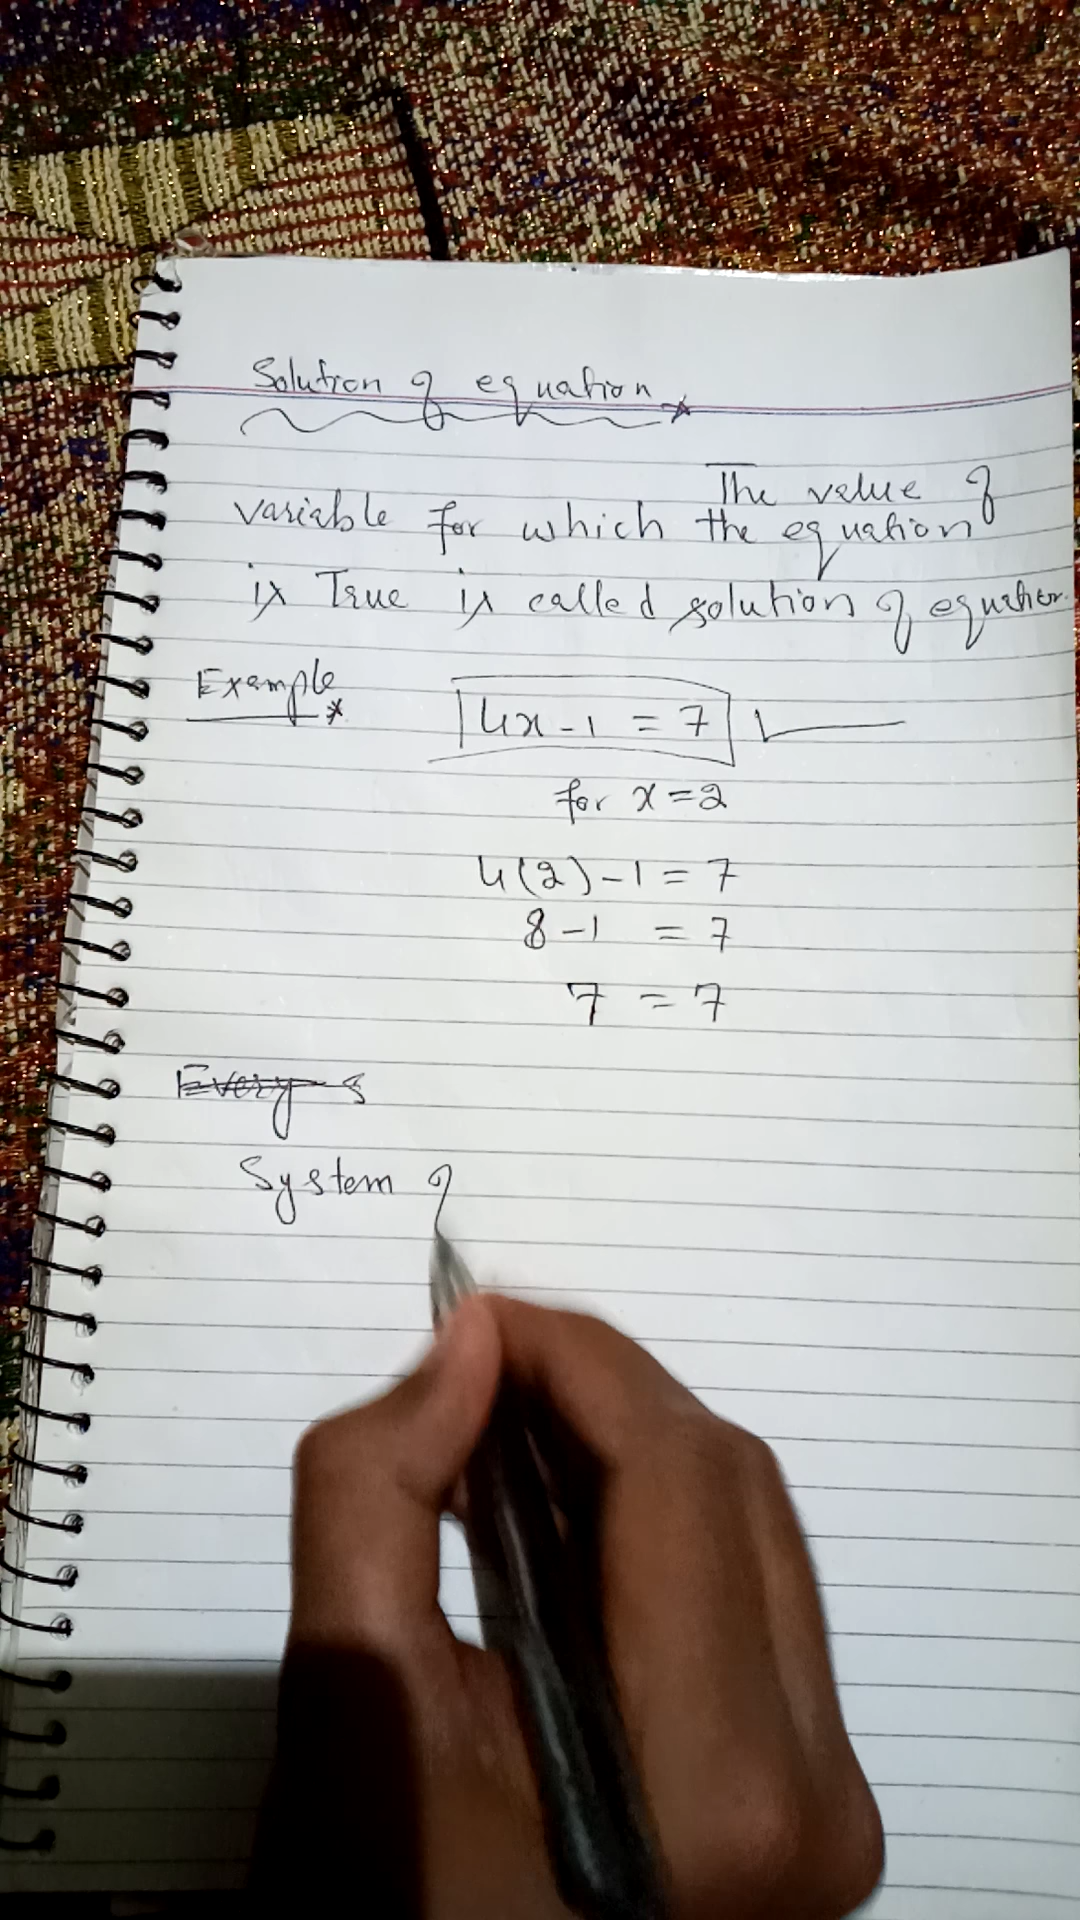 Solution of equation
The value of
variable for which the equation
is True is called solution of equation.
Example
4x - 1 = 7
for x = 2
4(2) - 1 = 7
8 - 1 = 7
7 = 7
Every s
System of